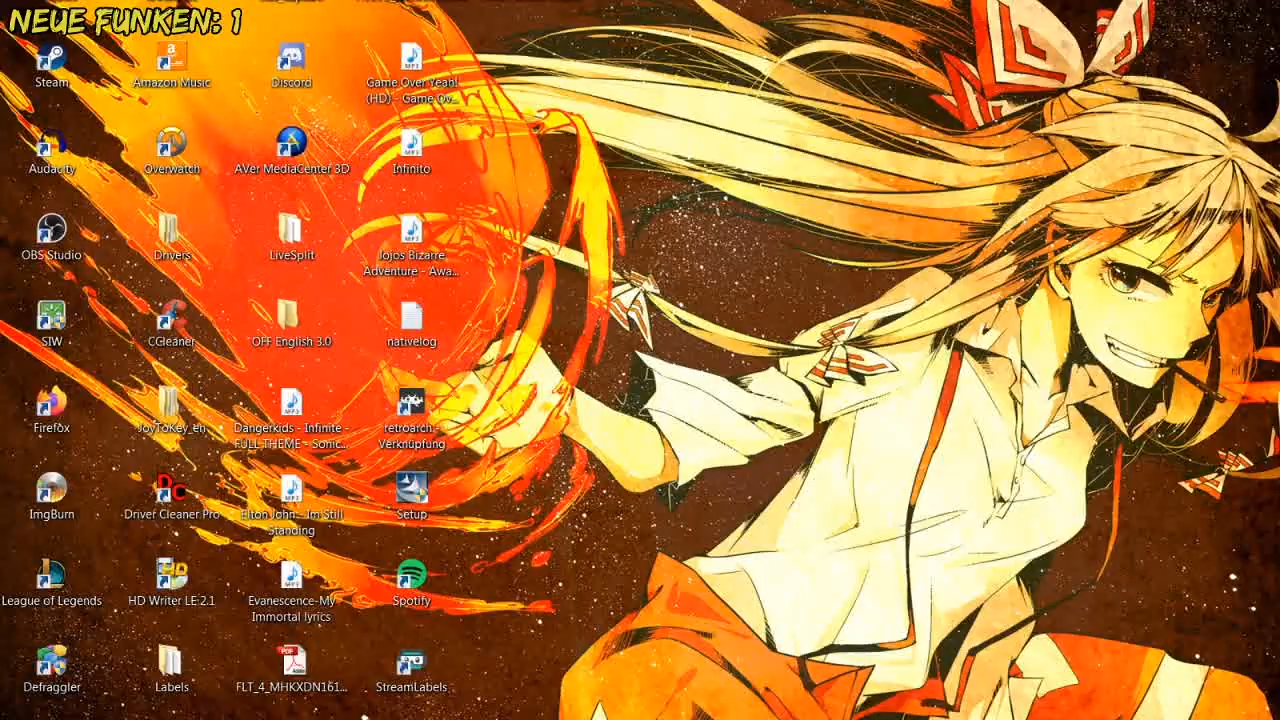 NEUE FUNKEN: 1
Steam
Amazon Music
Discord
Game Over Yeah!
(HD) - Game Ov...
Audacity
Overwatch
AVer MediaCenter 3D
Infinito
OBS Studio
Drivers
LiveSplit
Jojos Bizarre
Adventure - Awa...
SIW
CCleaner
OFF English 3.0
nativelog
Firefox
JoyToKey_en
Dangerkids - Infinite -
FULL THEME - Sonic...
retroarch -
Verknüpfung
ImgBurn
Driver Cleaner Pro
Elton John - Im Still
Standing
Setup
League of Legends
HD Writer LE 2.1
Evanescence-My
Immortal lyrics
Spotify
Defraggler
Labels
FLT_4_MHKXDN161...
StreamLabels